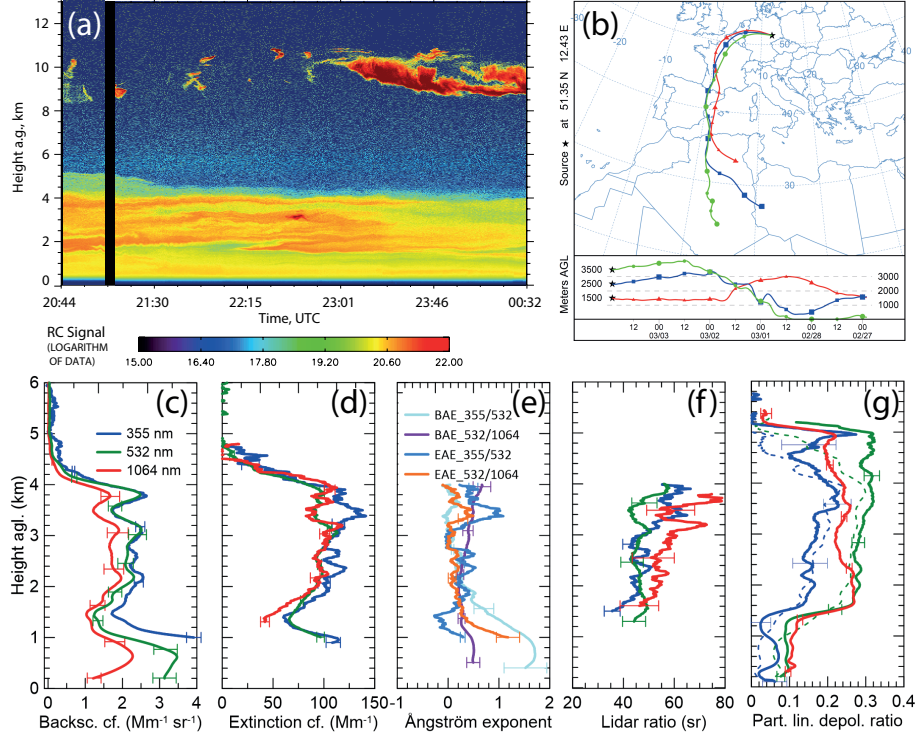 (a)
Height a.g., km
12
10
8
6
4
2
0
20:44 21:30 22:15 23:01 23:46 00:32
Time, UTC
RC Signal
(LOGARITHM
OF DATA)
15.00 16.40 17.80 19.20 20.60 22.00
(b)
Source ★ at 51.35 N 12.43 E
-30
-20
-10
0
10
20
30
40
50
60
40
30
Meters AGL
3500
2500
1500
3000
2000
1000
12 00 12 00 12 00 12 00 12 00
03/03 03/02 03/01 02/28 02/27
(c)
Height agl. (km)
6
5
4
3
2
1
0
355 nm
532 nm
1064 nm
0 1 2 3 4
Backsc. cf. (Mm⁻¹ sr⁻¹)
(d)
0 50 100 150
Extinction cf. (Mm⁻¹)
(e)
BAE_355/532
BAE_532/1064
EAE_355/532
EAE_532/1064
-1 0 1 2
Ångström exponent
(f)
20 40 60 80
Lidar ratio (sr)
(g)
0 0.1 0.2 0.3 0.4
Part. lin. depol. ratio